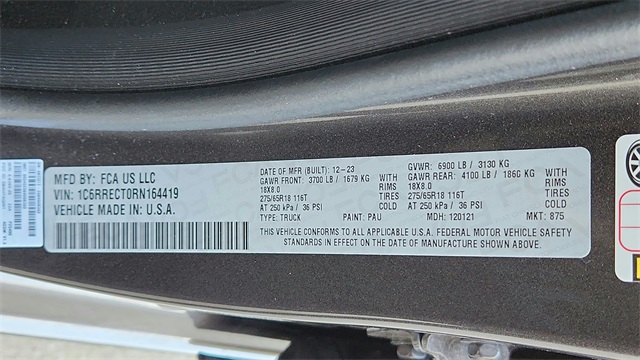 MFD BY: FCA US LLC
VIN: 1C6RRECT0RN164419
VEHICLE MADE IN: U.S.A.
DATE OF MFR (BUILT): 12-23 GVWR: 6900 LB / 3130 KG
GAWR FRONT: 3700 LB / 1679 KG WITH GAWR REAR: 4100 LB / 1860 KG WITH
18X8.0 RIMS 18X8.0 RIMS
275/65R18 116T TIRES 275/65R18 116T TIRES
AT 250 kPa / 36 PSI COLD AT 250 kPa / 36 PSI COLD
TYPE: TRUCK PAINT: PAU MDH: 120121 MKT: 875
THIS VEHICLE CONFORMS TO ALL APPLICABLE U.S.A. FEDERAL MOTOR VEHICLE SAFETY
STANDARDS IN EFFECT ON THE DATE OF MANUFACTURE SHOWN ABOVE.